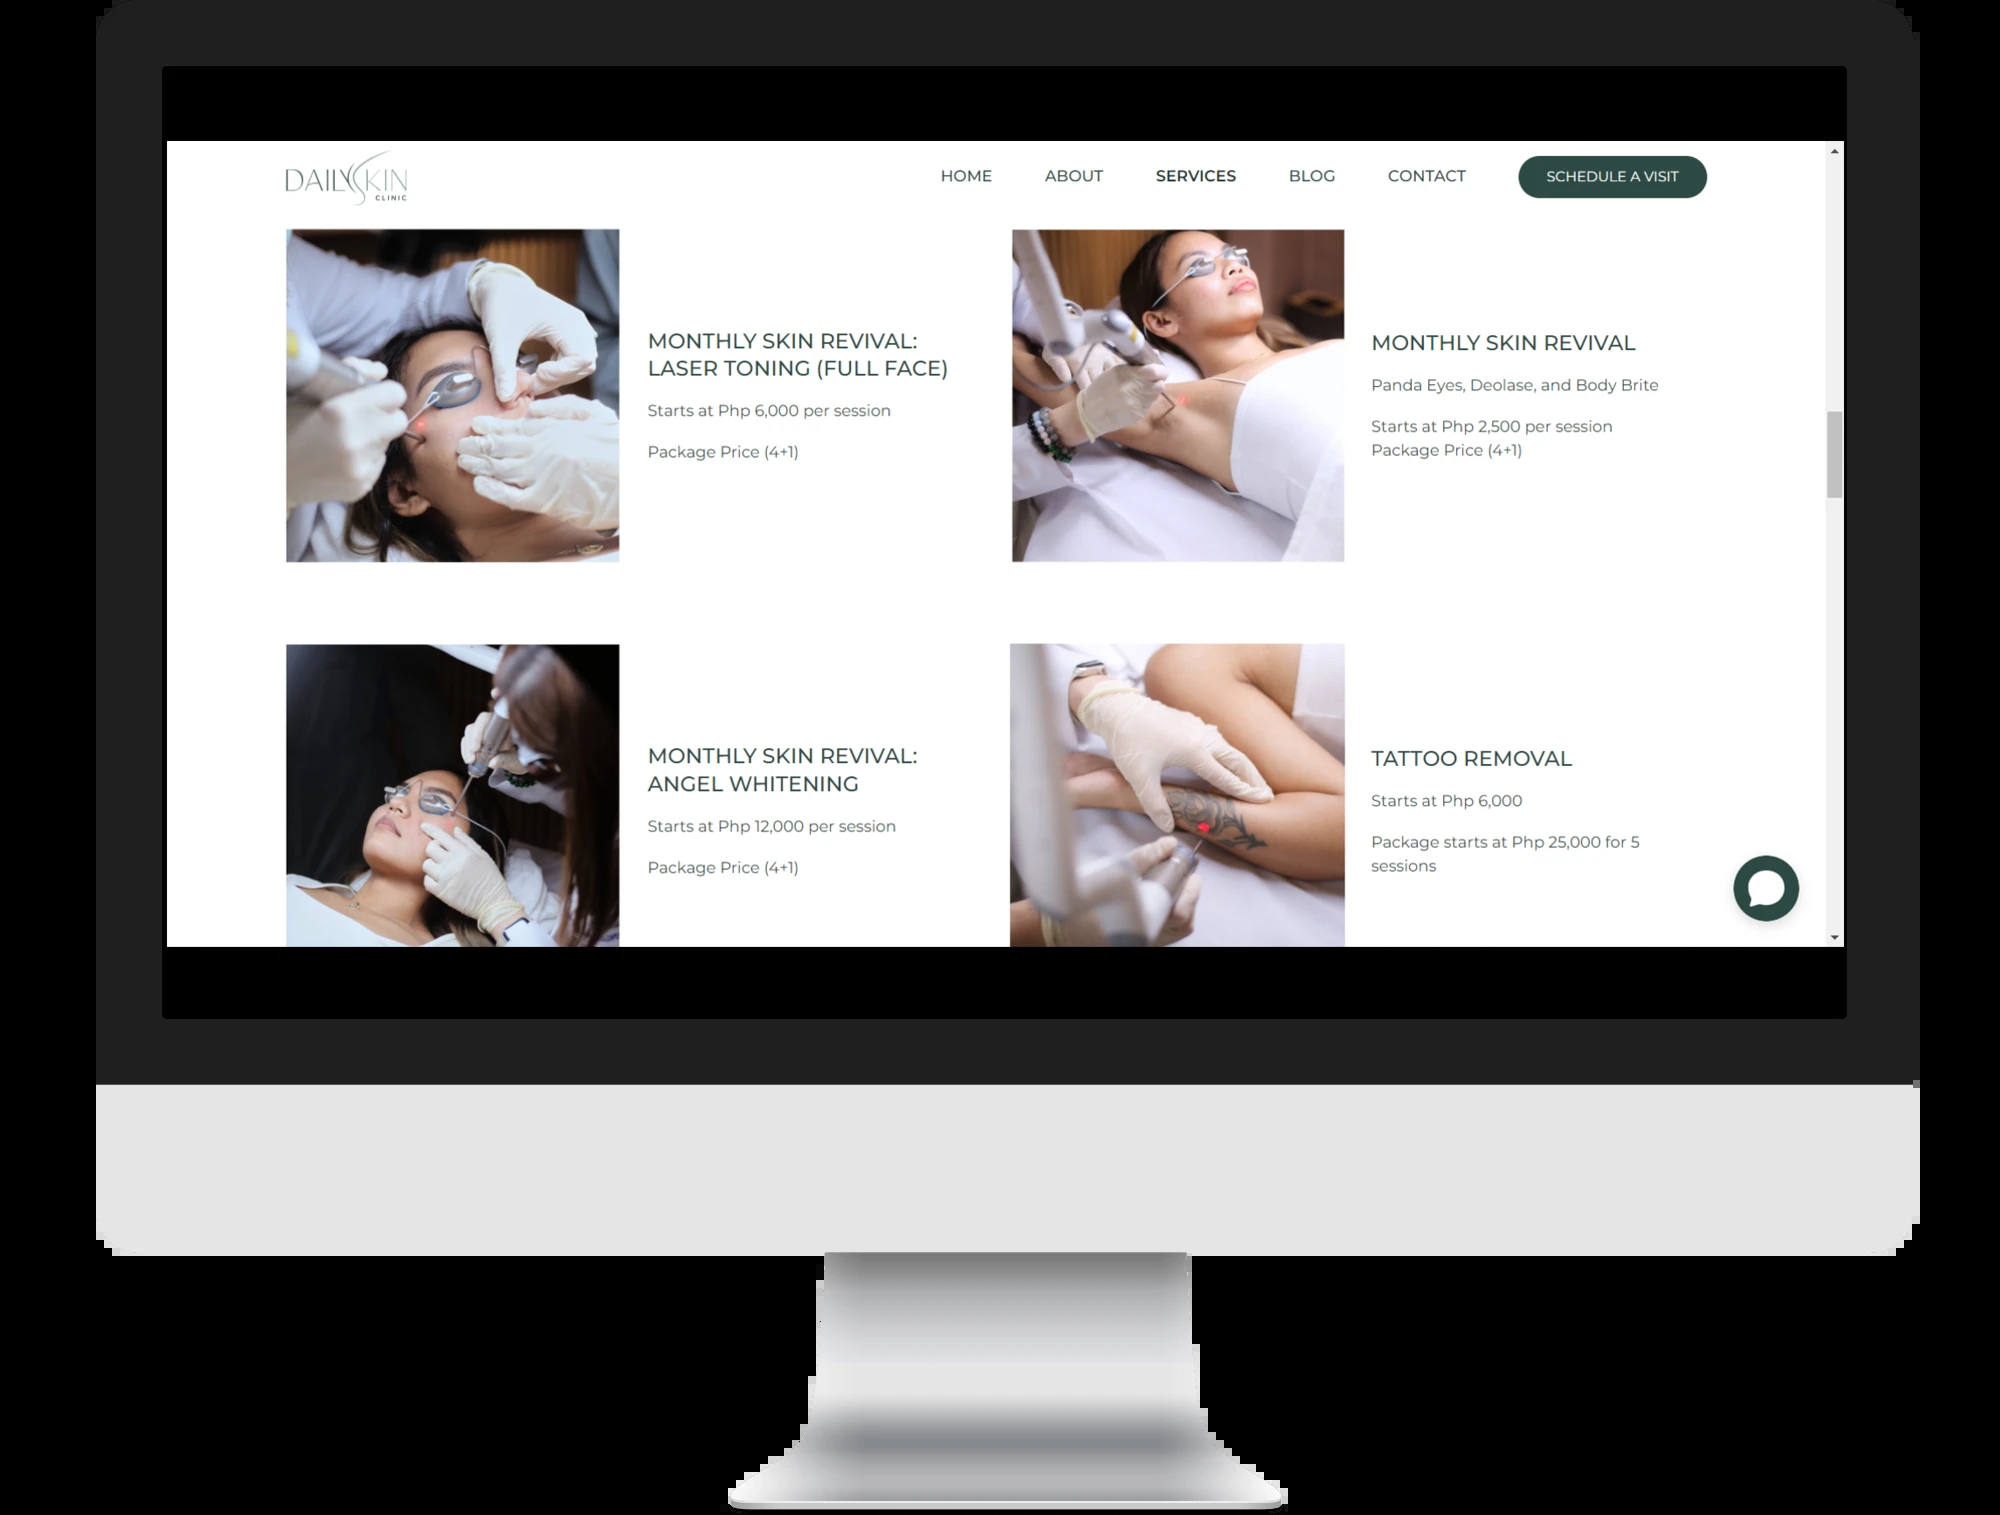 DAILYSKIN
CLINIC
HOME ABOUT SERVICES BLOG CONTACT SCHEDULE A VISIT
MONTHLY SKIN REVIVAL:
LASER TONING (FULL FACE)
Starts at Php 6,000 per session
Package Price (4+1)
MONTHLY SKIN REVIVAL
Panda Eyes, Deolase, and Body Brite
Starts at Php 2,500 per session
Package Price (4+1)
MONTHLY SKIN REVIVAL:
ANGEL WHITENING
Starts at Php 12,000 per session
Package Price (4+1)
TATTOO REMOVAL
Starts at Php 6,000
Package starts at Php 25,000 for 5
sessions